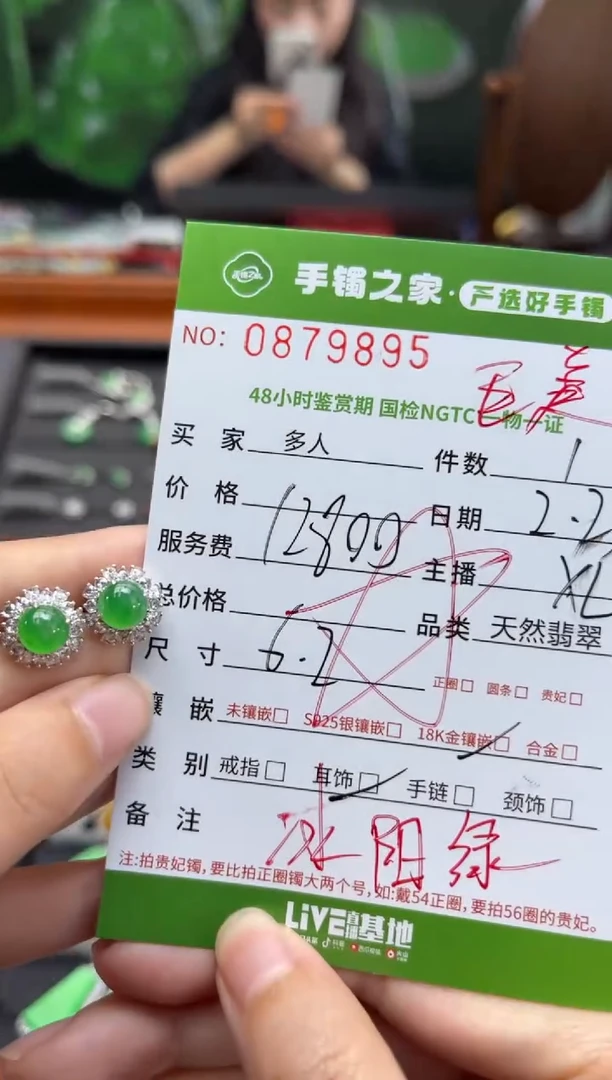 手镯之家·严选好手镯
NO: 0879895
48小时鉴赏期 国检NGTC一物一证
买 家 多人 件数 1
价 格 12899 日期 2.2
服务费 主播 XL
总价格 品类 天然翡翠
尺 寸 6.2 正圈□ 圆条□ 贵妃□
镶 嵌 未镶嵌□ S925银镶嵌□ 18K金镶嵌□ 合金□
类 别 戒指□ 耳饰□ 手链□ 颈饰□
备 注 冰阳绿
注:拍贵妃镯,要比拍正圈镯大两个号,如:戴54正圈,要拍56圈的贵妃。
LiVE直播基地